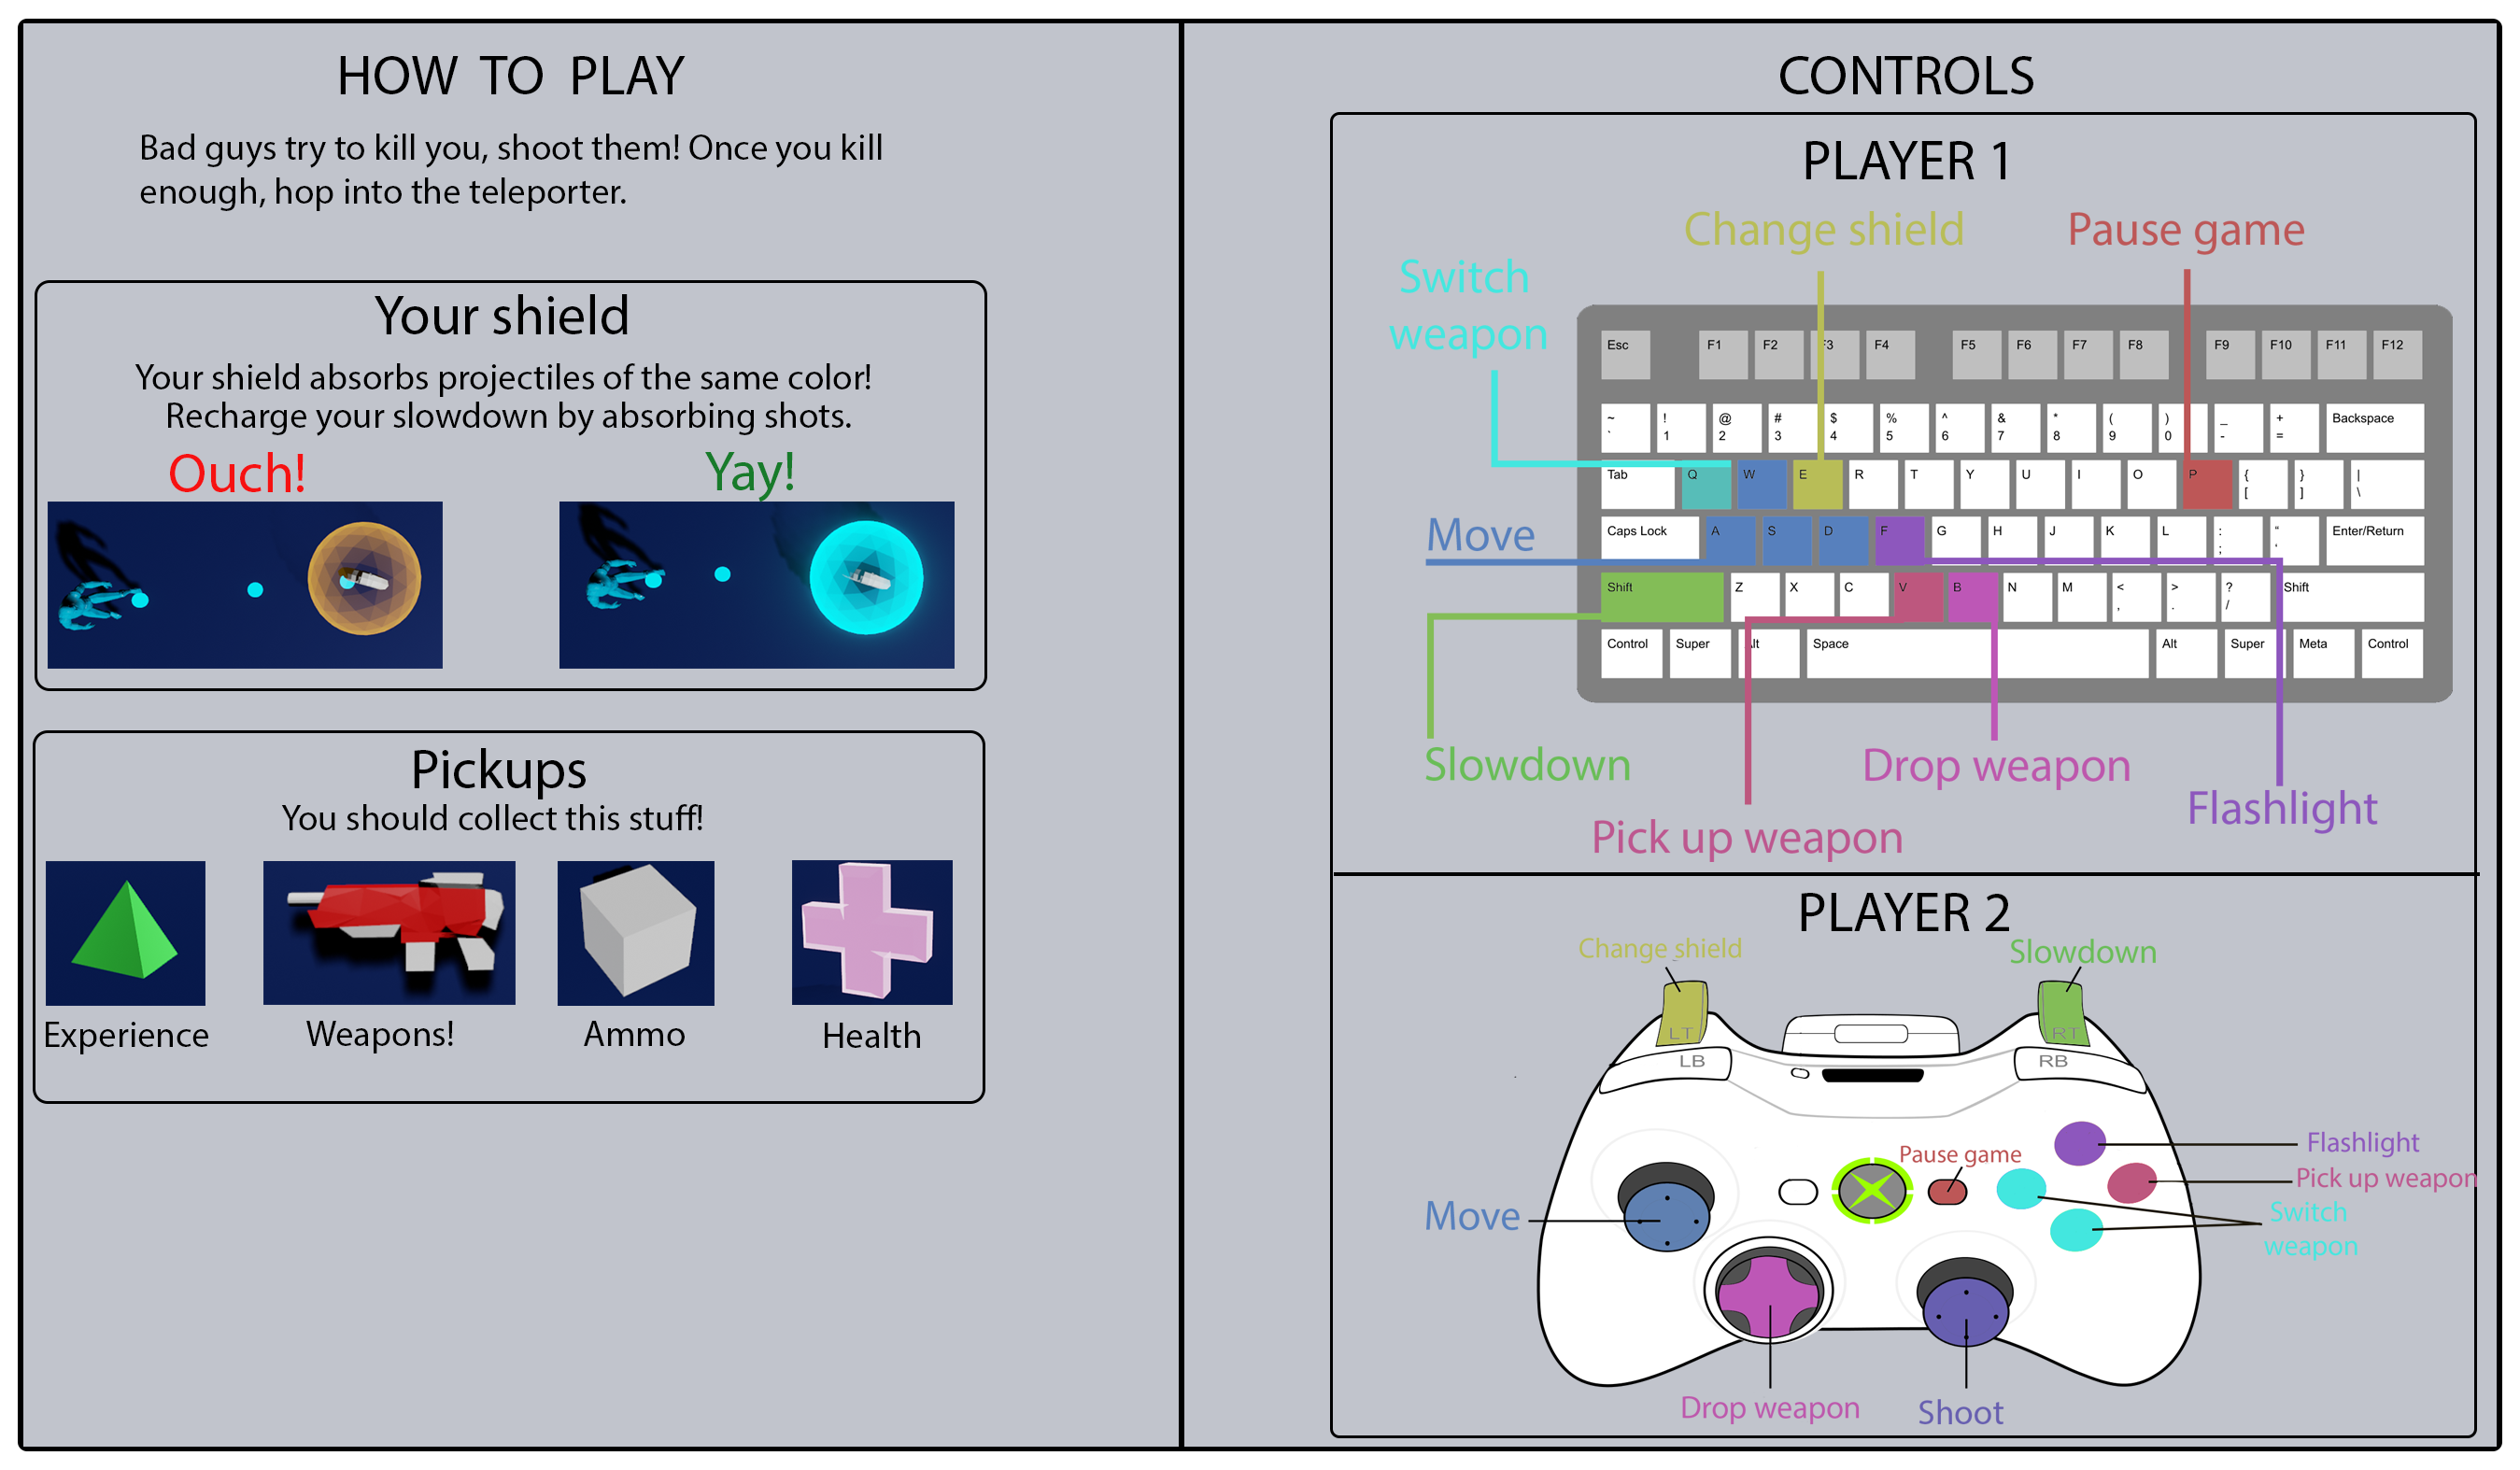 HOW TO PLAY
Bad guys try to kill you, shoot them! Once you kill
enough, hop into the teleporter.
Your shield
Your shield absorbs projectiles of the same color!
Recharge your slowdown by absorbing shots.
Ouch!
Yay!
Pickups
You should collect this stuff!
Experience
Weapons!
Ammo
Health
CONTROLS
PLAYER 1
Change shield
Pause game
Switch
weapon
Esc F1 F2 F3 F4 F5 F6 F7 F8 F9 F10 F11 F12
~ ! @ # $ % ^ & * ( ) _ + Backspace
` 1 2 3 4 5 6 7 8 9 0 - =
Tab Q W E R T Y U I O P { } |
[ ] \
Move
Caps Lock A S D F G H J K L : “ Enter/Return
; ‘
Shift Z X C V B N M < > ? Shift
, . /
Control Super Alt Space Alt Super Meta Control
Slowdown
Drop weapon
Flashlight
Pick up weapon
PLAYER 2
Change shield
Slowdown
LT
RT
LB
RB
Flashlight
Pause game
Pick up weapon
Move
Switch
weapon
Drop weapon
Shoot